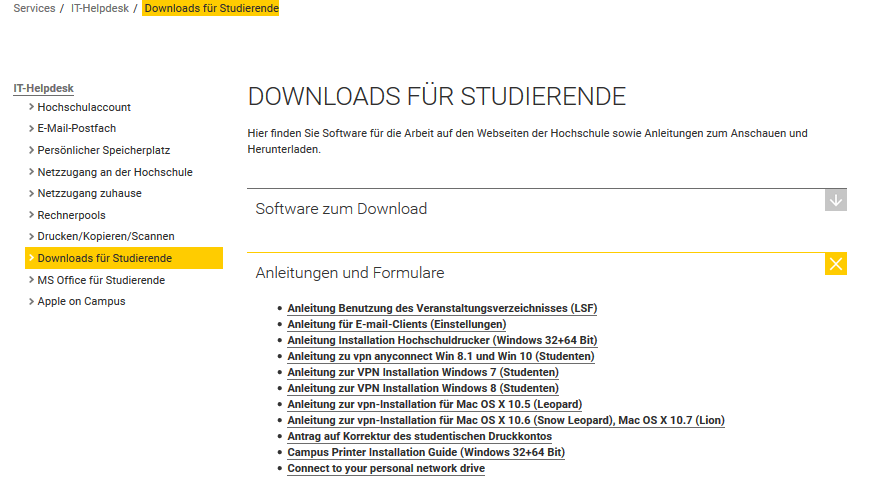 Services / IT-Helpdesk / Downloads für Studierende
IT-Helpdesk
Hochschulaccount
E-Mail-Postfach
Persönlicher Speicherplatz
Netzzugang an der Hochschule
Netzzugang zuhause
Rechnerpools
Drucken/Kopieren/Scannen
Downloads für Studierende
MS Office für Studierende
Apple on Campus
DOWNLOADS FÜR STUDIERENDE
Hier finden Sie Software für die Arbeit auf den Webseiten der Hochschule sowie Anleitungen zum Anschauen und
Herunterladen.
Software zum Download
Anleitungen und Formulare
Anleitung Benutzung des Veranstaltungsverzeichnisses (LSF)
Anleitung für E-mail-Clients (Einstellungen)
Anleitung Installation Hochschuldrucker (Windows 32+64 Bit)
Anleitung zu vpn anyconnect Win 8.1 und Win 10 (Studenten)
Anleitung zur VPN Installation Windows 7 (Studenten)
Anleitung zur VPN Installation Windows 8 (Studenten)
Anleitung zur vpn-Installation für Mac OS X 10.5 (Leopard)
Anleitung zur vpn-Installation für Mac OS X 10.6 (Snow Leopard), Mac OS X 10.7 (Lion)
Antrag auf Korrektur des studentischen Druckkontos
Campus Printer Installation Guide (Windows 32+64 Bit)
Connect to your personal network drive